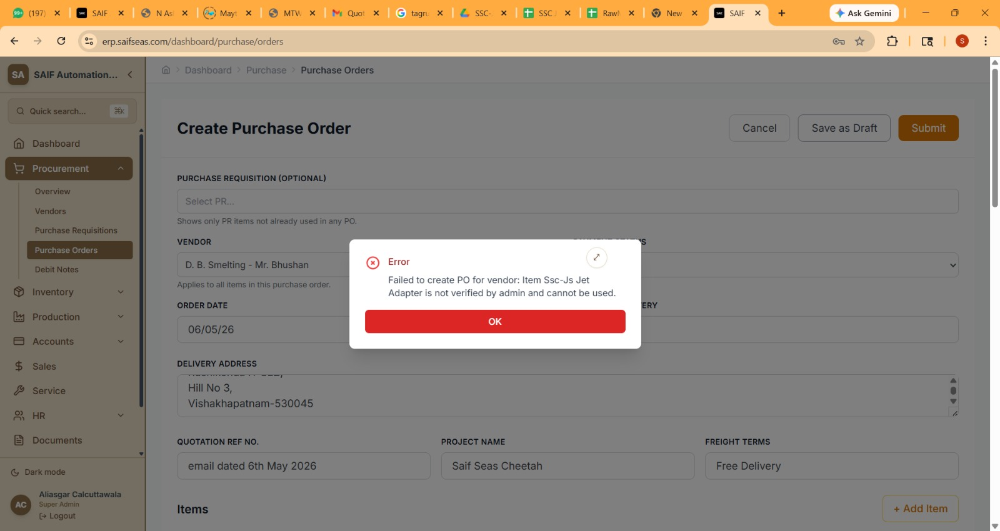 (197)
SAIF
N Asl
Mayt
MTW
Quot
tagru
SSC-
SSC J
RawM
New
SAIF
Ask Gemini
erp.saifseas.com/dashboard/purchase/orders
S
SA
SAIF Automation...
Dashboard
Purchase
Purchase Orders
Quick search...
⌘K
Dashboard
Procurement
Overview
Vendors
Purchase Requisitions
Purchase Orders
Debit Notes
Inventory
Production
Accounts
Sales
Service
HR
Documents
Dark mode
AC
Aliasgar Calcuttawala
Super Admin
Logout
Create Purchase Order
Cancel
Save as Draft
Submit
PURCHASE REQUISITION (OPTIONAL)
Select PR...
Shows only PR items not already used in any PO.
VENDOR
D. B. Smelting - Mr. Bhushan
Applies to all items in this purchase order.
ORDER DATE
06/05/26
Error
Failed to create PO for vendor: Item Ssc-Js Jet
Adapter is not verified by admin and cannot be used.
OK
DELIVERY ADDRESS
Hill No 3,
Vishakhapatnam-530045
QUOTATION REF NO.
PROJECT NAME
FREIGHT TERMS
email dated 6th May 2026
Saif Seas Cheetah
Free Delivery
Items
+ Add Item